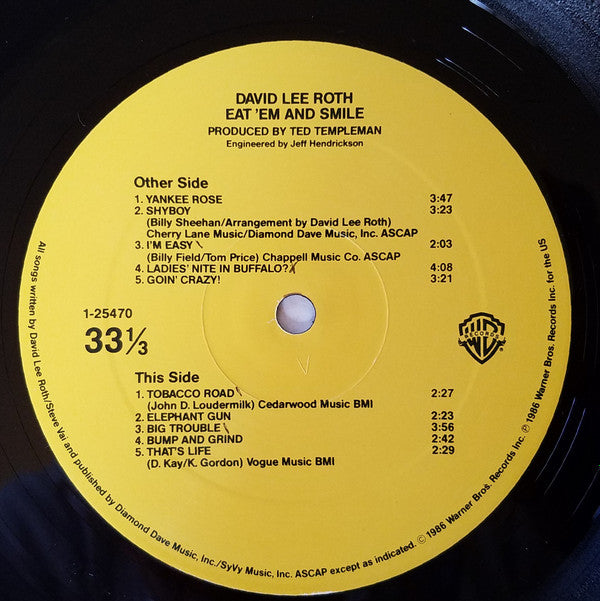 DAVID LEE ROTH
EAT 'EM AND SMILE
PRODUCED BY TED TEMPLEMAN
Engineered by Jeff Hendrickson
Other Side
1. YANKEE ROSE 3:47
2. SHYBOY 3:23
(Billy Sheehan/Arrangement by David Lee Roth)
Cherry Lane Music/Diamond Dave Music, Inc. ASCAP
3. I'M EASY 2:03
(Billy Field/Tom Price) Chappell Music Co. ASCAP
4. LADIES' NITE IN BUFFALO? 4:08
5. GOIN' CRAZY! 3:21
1-25470
33⅓
WB
RECORDS
This Side
1. TOBACCO ROAD 2:27
(John D. Loudermilk) Cedarwood Music BMI
2. ELEPHANT GUN 2:23
3. BIG TROUBLE 3:56
4. BUMP AND GRIND 2:42
5. THAT'S LIFE 2:29
(D. Kay/K. Gordon) Vogue Music BMI
All songs written by David Lee Roth/Steve Vai and published by Diamond Dave Music, Inc./SyVy Music, Inc. ASCAP except as indicated. © 1986 Warner Bros. Records Inc. ℗ 1986 Warner Bros. Records Inc. for the US